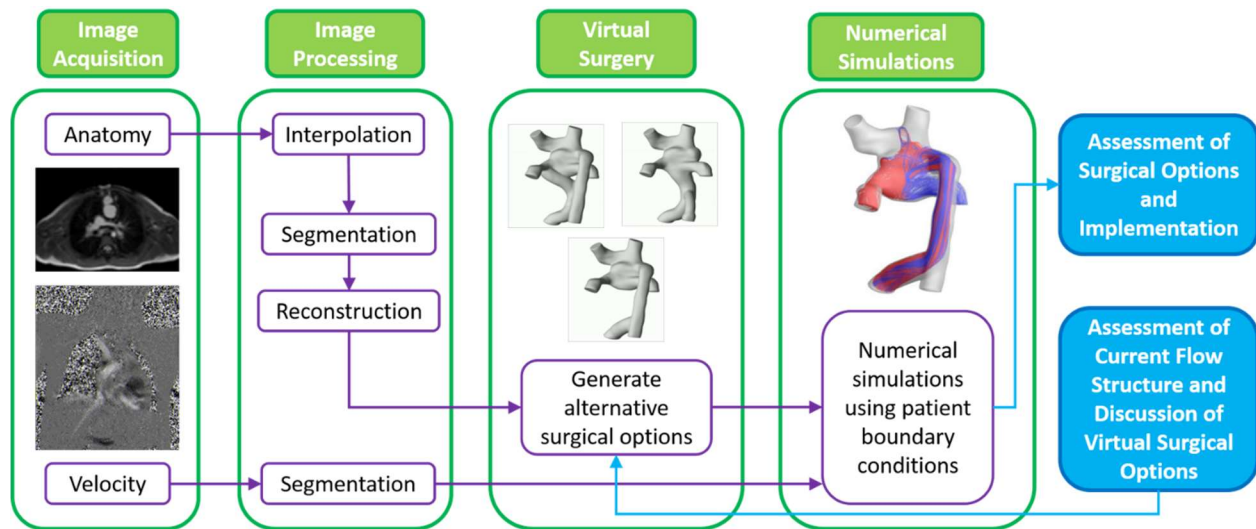 Image
Acquisition
Image
Processing
Virtual
Surgery
Numerical
Simulations
Anatomy
Velocity
Interpolation
Segmentation
Reconstruction
Segmentation
Generate
alternative
surgical options
Numerical
simulations
using patient
boundary
conditions
Assessment of
Surgical Options
and
Implementation
Assessment of
Current Flow
Structure and
Discussion of
Virtual Surgical
Options